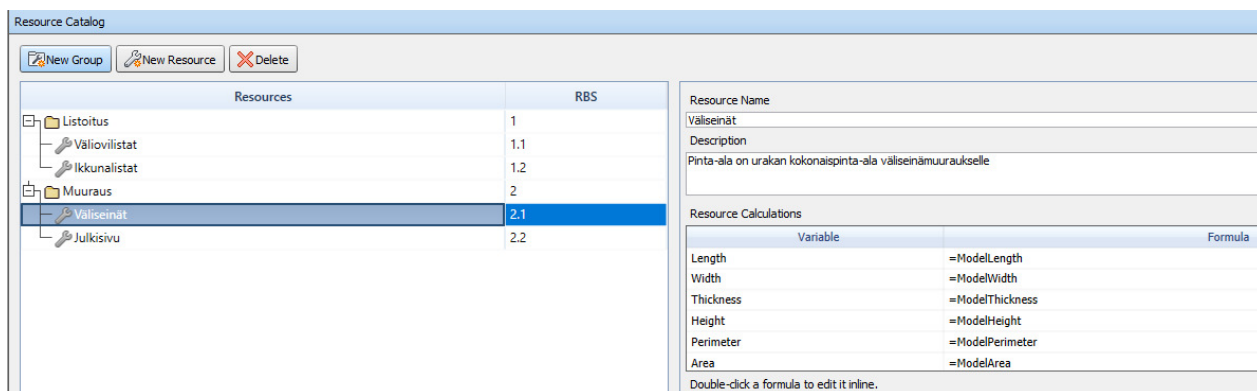 Resource Catalog
New Group New Resource Delete
Resources RBS
Listoitus 1
Väliovilistat 1.1
Ikkunalistat 1.2
Muuraus 2
Väliseinät 2.1
Julkisivu 2.2
Resource Name
Väliseinät
Description
Pinta-ala on urakan kokonaispinta-ala väliseinämuuraukselle
Resource Calculations
Variable Formula
Length =ModelLength
Width =ModelWidth
Thickness =ModelThickness
Height =ModelHeight
Perimeter =ModelPerimeter
Area =ModelArea
Double-click a formula to edit it inline.